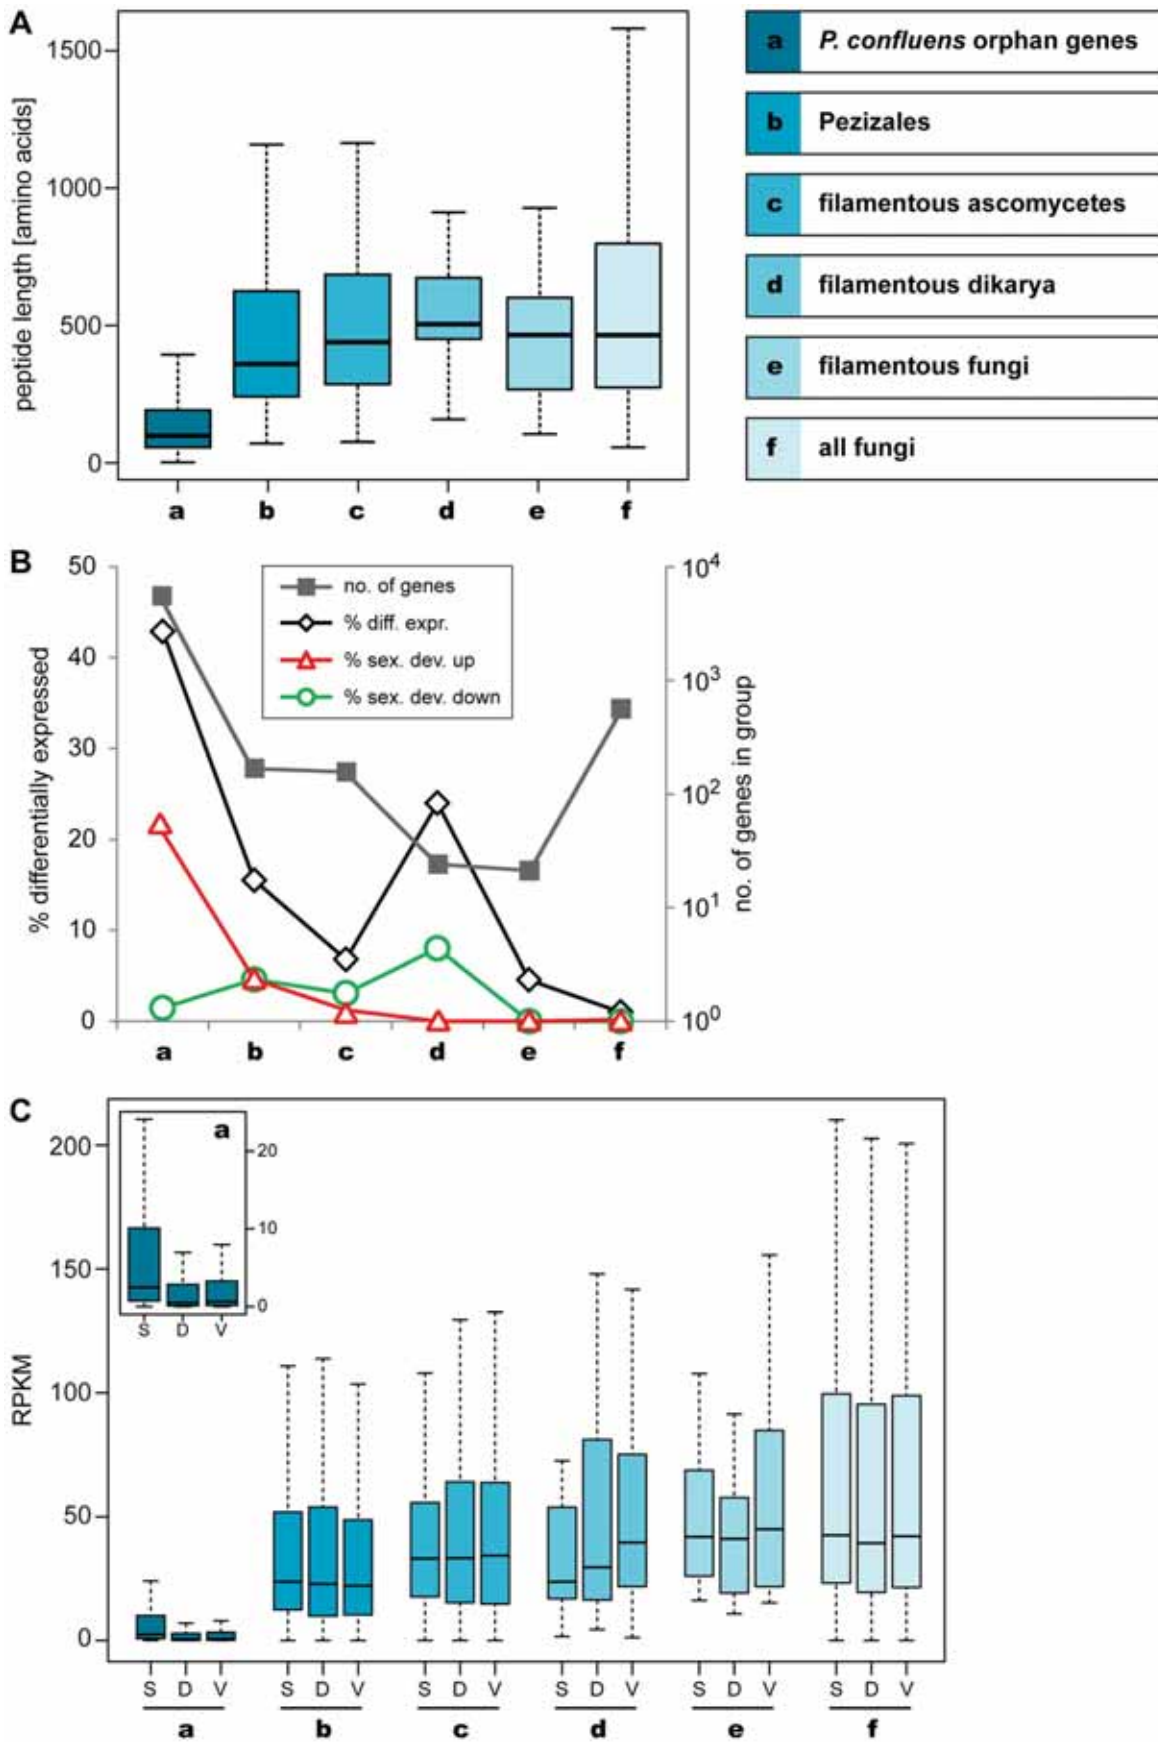 A
1500
1000
500
0
peptide length [amino acids]
a
b
c
d
e
f
a P. confluens orphan genes
b Pezizales
c filamentous ascomycetes
d filamentous dikarya
e filamentous fungi
f all fungi
B
50
40
30
20
10
0
% differentially expressed
no. of genes
% diff. expr.
% sex. dev. up
% sex. dev. down
10^4
10^3
10^2
10^1
10^0
no. of genes in group
a
b
c
d
e
f
C
200
150
100
50
0
RPKM
a
20
10
0
S D V
S D V S D V S D V S D V S D V S D V
a b c d e f